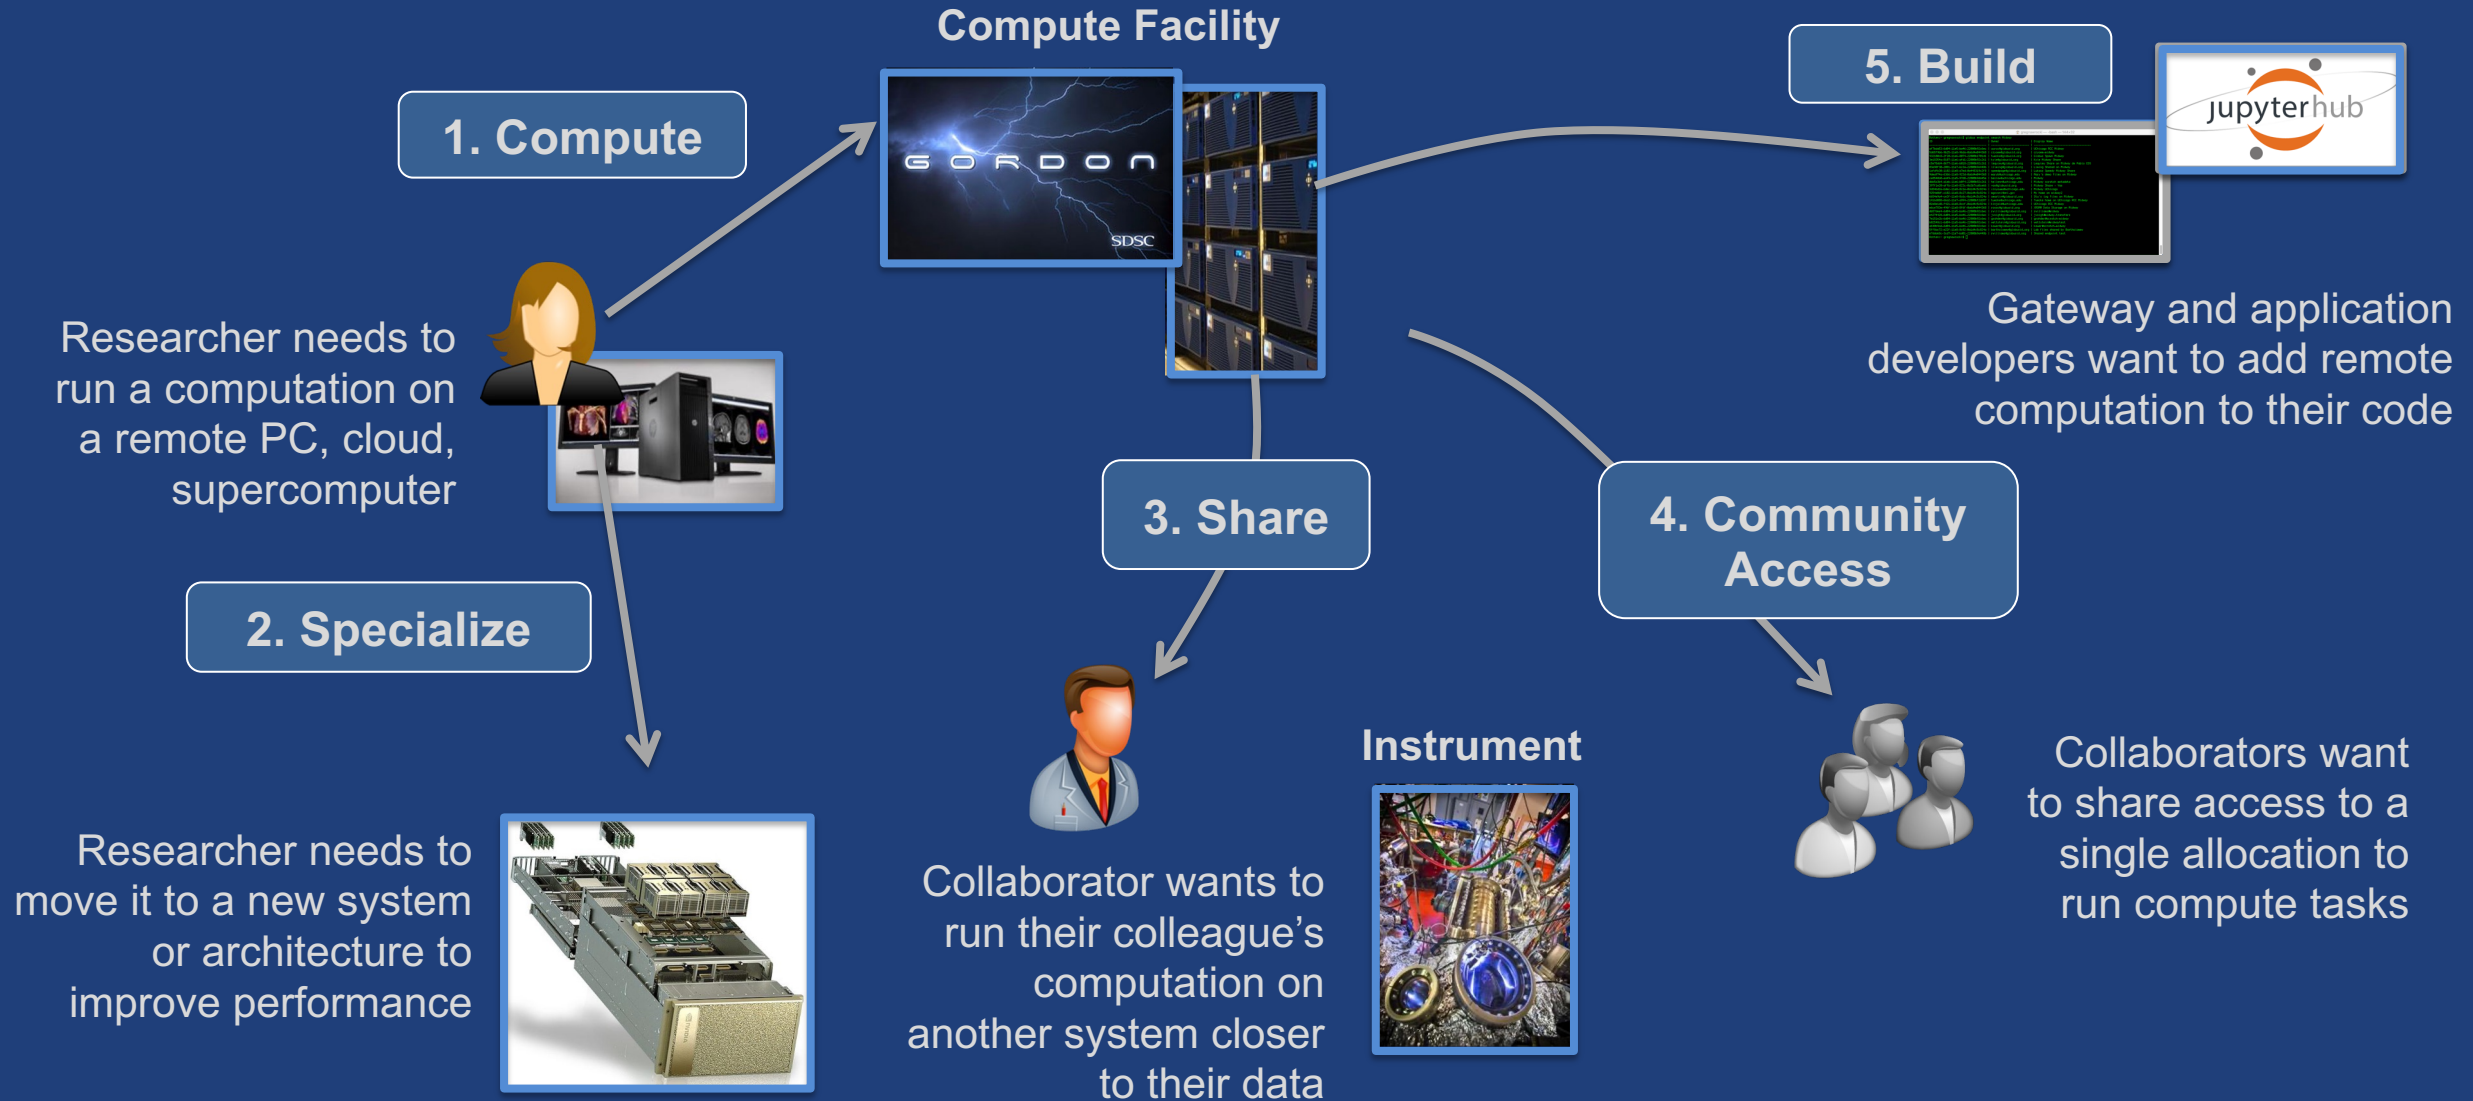 Compute Facility
1. Compute
GORDON
SDSC
5. Build
jupyterhub
Researcher needs to
run a computation on
a remote PC, cloud,
supercomputer
Gateway and application
developers want to add remote
computation to their code
2. Specialize
3. Share
4. Community
Access
Researcher needs to
move it to a new system
or architecture to
improve performance
Collaborator wants to
run their colleague’s
computation on
another system closer
to their data
Instrument
Collaborators want
to share access to a
single allocation to
run compute tasks